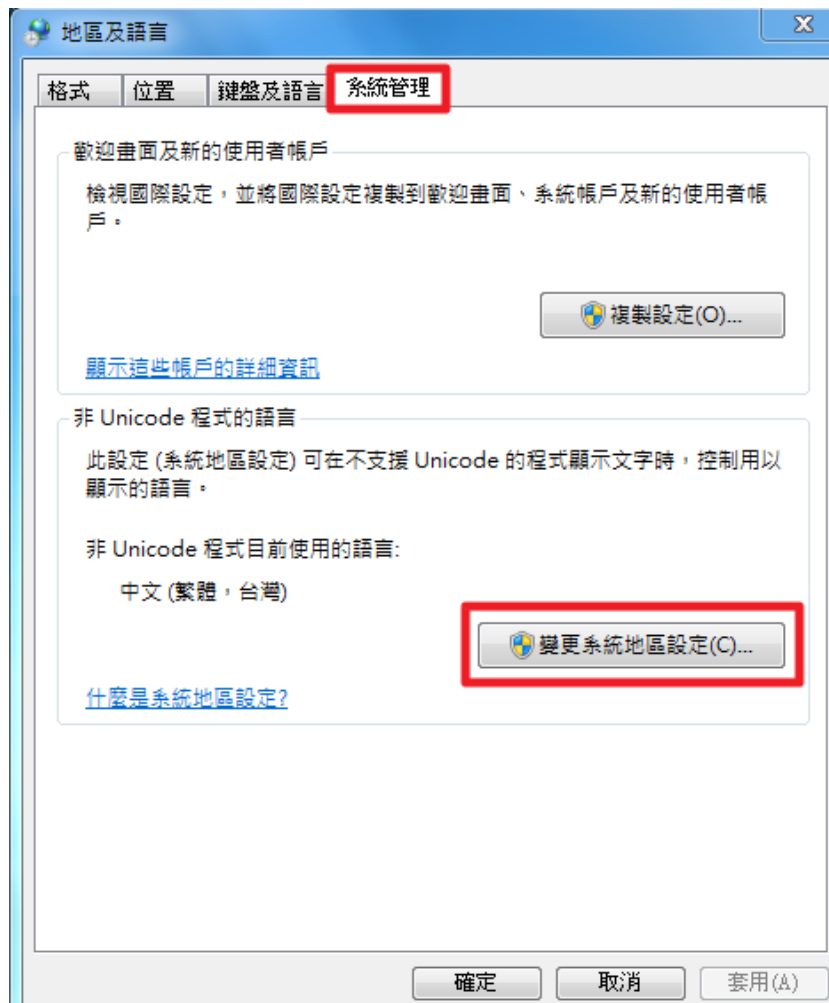 地區及語言
格式 位置 鍵盤及語言 系統管理
歡迎畫面及新的使用者帳戶
檢視國際設定，並將國際設定複製到歡迎畫面、系統帳戶及新的使用者帳
戶。
複製設定(O)...
顯示這些帳戶的詳細資訊
非 Unicode 程式的語言
此設定 (系統地區設定) 可在不支援 Unicode 的程式顯示文字時，控制用以
顯示的語言。
非 Unicode 程式目前使用的語言:
中文 (繁體，台灣)
變更系統地區設定(C)...
什麼是系統地區設定?
確定 取消 套用(A)